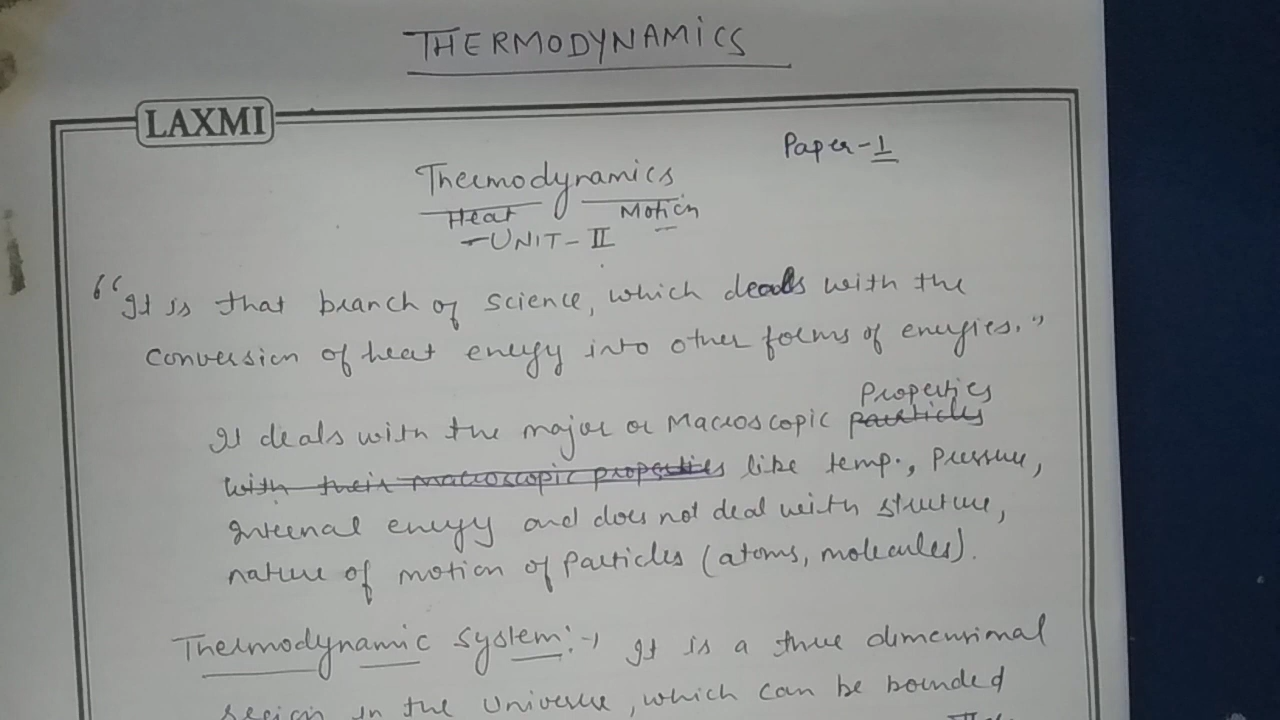 THERMODYNAMICS
LAXMI
Paper-1
Thermodynamics
Heat Motion
-UNIT-II
"It is that branch of science, which deals with the
conversion of heat energy into other forms of energies."
Properties
It deals with the major or Macroscopic particles
with their macroscopic properties like temp., Pressure,
Internal energy and does not deal with struture,
nature of motion of Particles (atoms, molecules).
Thermodynamic System:→ It is a three dimensional
region in the Universe, which can be bounded